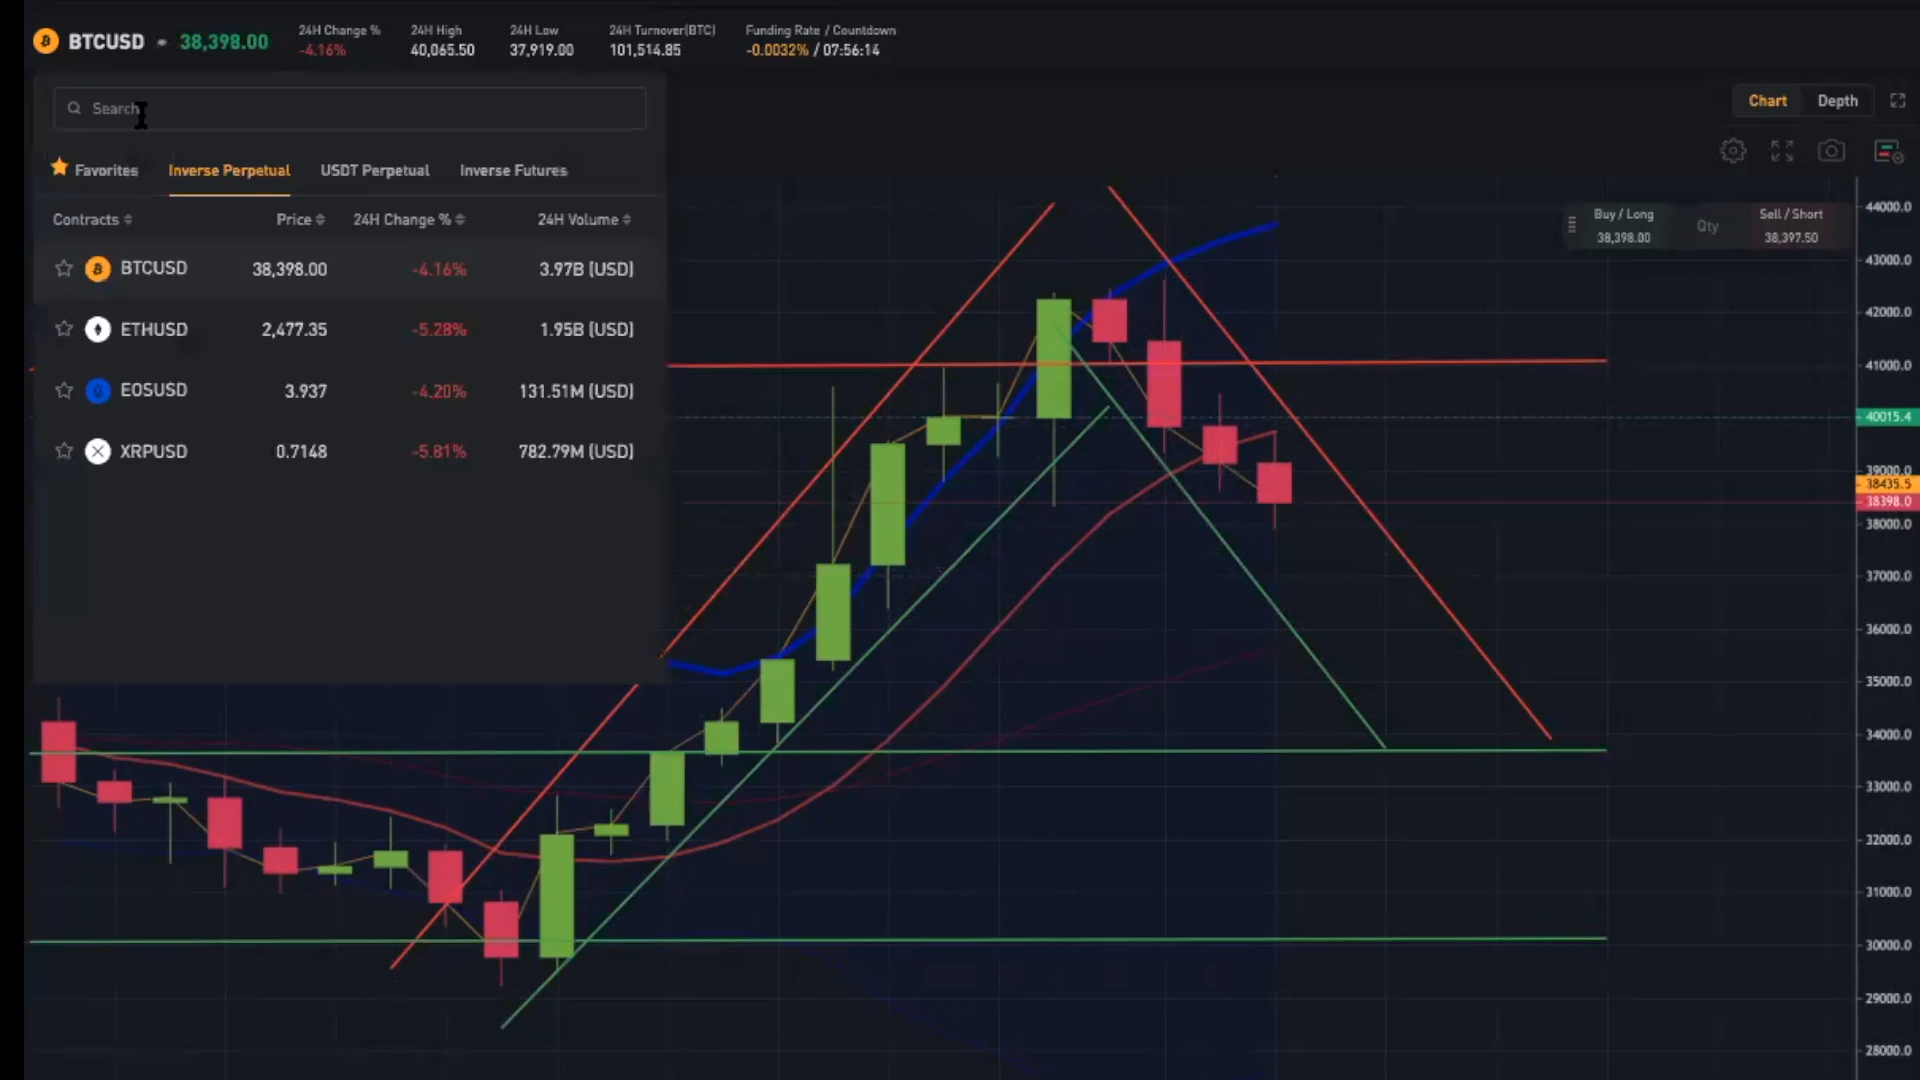 BTCUSD 38,398.00
24H Change % 24H High 24H Low 24H Turnover(BTC) Funding Rate / Countdown
-4.16% 40,065.50 37,919.00 101,514.85 -0.0032% / 07:56:14
Search
Chart Depth
Favorites Inverse Perpetual USDT Perpetual Inverse Futures
Contracts Price 24H Change % 24H Volume
BTCUSD 38,398.00 -4.16% 3.97B (USD)
ETHUSD 2,477.35 -5.28% 1.95B (USD)
EOSUSD 3.937 -4.20% 131.51M (USD)
XRPUSD 0.7148 -5.81% 782.79M (USD)
Buy / Long Qty Sell / Short
38,398.00 38,397.50
44000.0
43000.0
42000.0
41000.0
40015.4
39000.0
38435.5
38398.0
38000.0
37000.0
36000.0
35000.0
34000.0
33000.0
32000.0
31000.0
30000.0
29000.0
28000.0